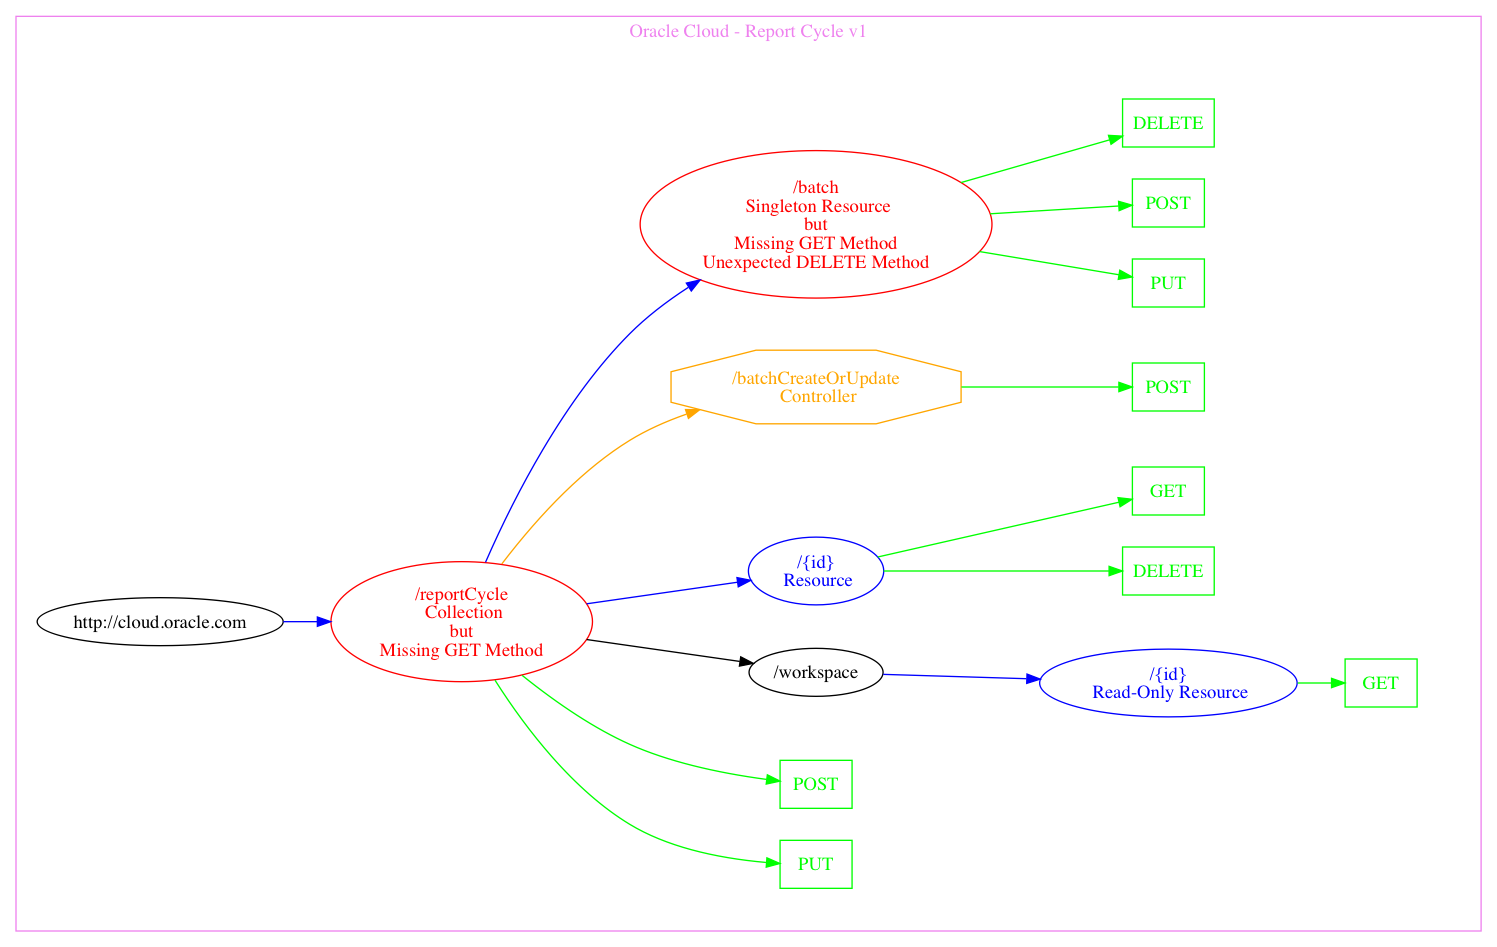 Oracle Cloud - Report Cycle v1
http://cloud.oracle.com
/reportCycle
Collection
but
Missing GET Method
/batch
Singleton Resource
but
Missing GET Method
Unexpected DELETE Method
DELETE
POST
PUT
/batchCreateOrUpdate
Controller
POST
/{id}
Resource
GET
DELETE
/workspace
/{id}
Read-Only Resource
GET
POST
PUT